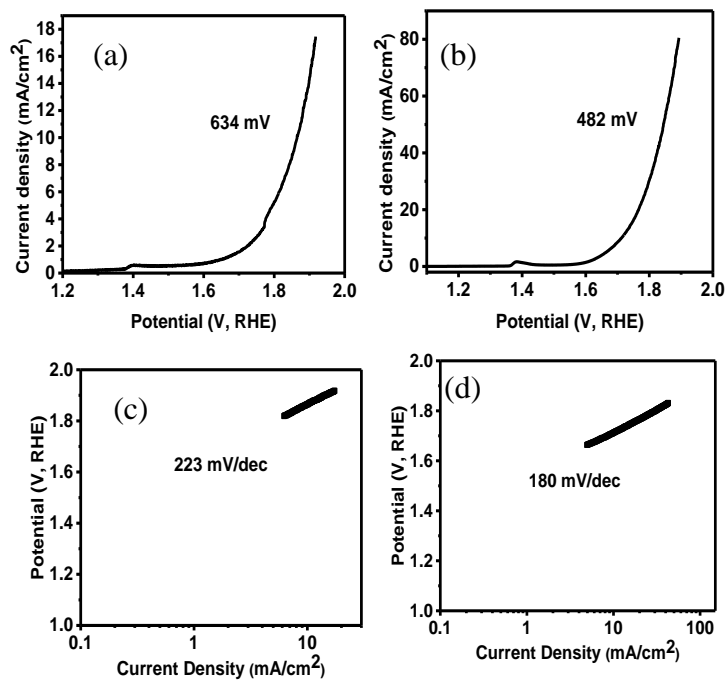 (a)
634 mV
Current density (mA/cm²)
18
16
14
12
10
8
6
4
2
0
1.2
1.4
1.6
1.8
2.0
Potential (V, RHE)
(b)
482 mV
Current density (mA/cm²)
80
60
40
20
0
1.2
1.4
1.6
1.8
2.0
Potential (V, RHE)
(c)
223 mV/dec
Potential (V, RHE)
2.0
1.8
1.6
1.4
1.2
1.0
0.1
1
10
Current Density (mA/cm²)
(d)
180 mV/dec
Potential (V, RHE)
2.0
1.8
1.6
1.4
1.2
1.0
0.1
1
10
100
Current Density (mA/cm²)